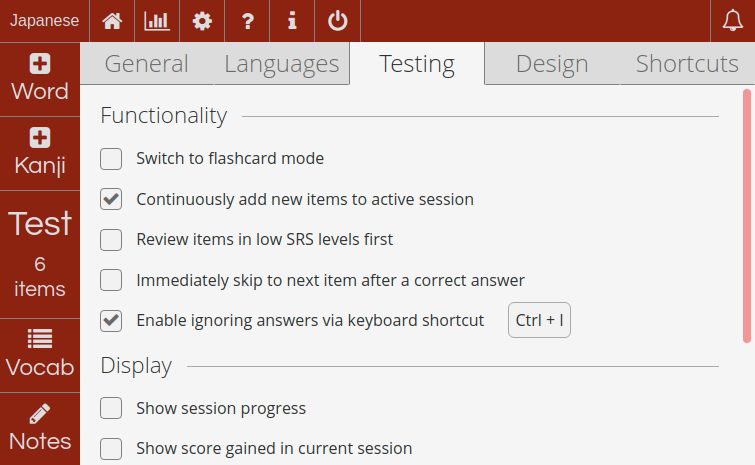 Japanese
General Languages Testing Design Shortcuts
Word
Kanji
Test
6
items
Vocab
Notes
Functionality
Switch to flashcard mode
Continuously add new items to active session
Review items in low SRS levels first
Immediately skip to next item after a correct answer
Enable ignoring answers via keyboard shortcut Ctrl + I
Display
Show session progress
Show score gained in current session